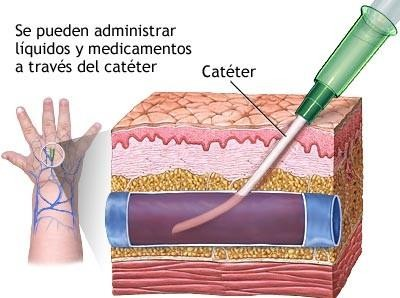 Se pueden administrar
líquidos y medicamentos
a través del catéter
Catéter